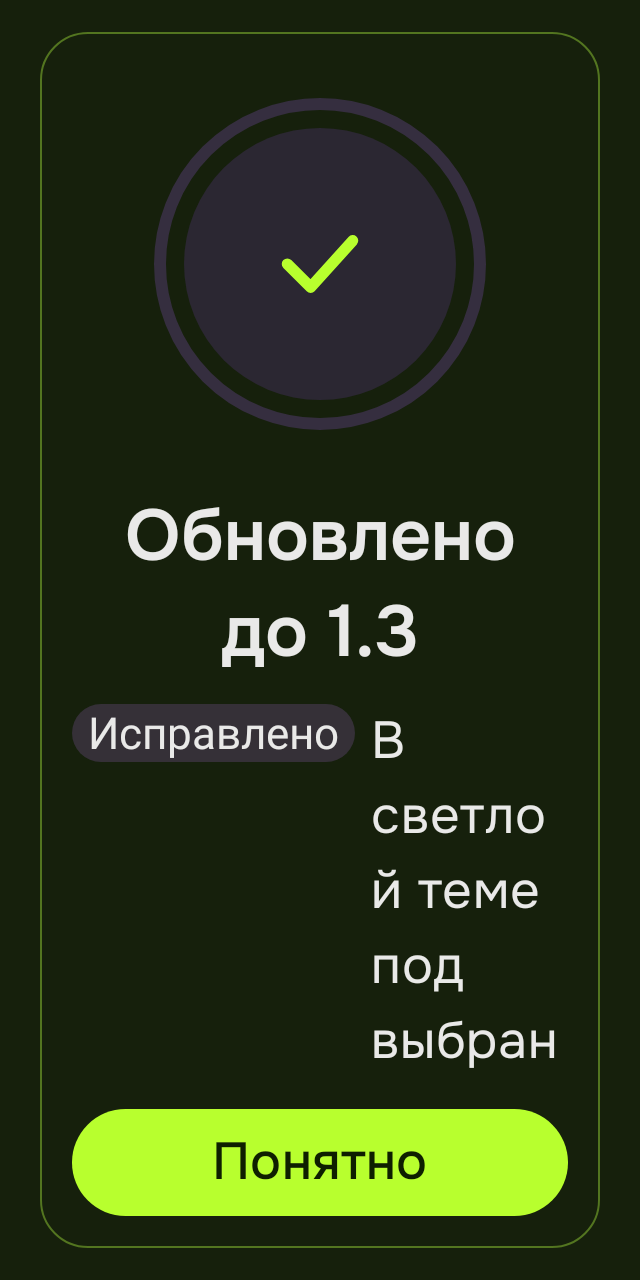 Обновлено
до 1.3
Исправлено В
светло
й теме
под
выбран
Понятно